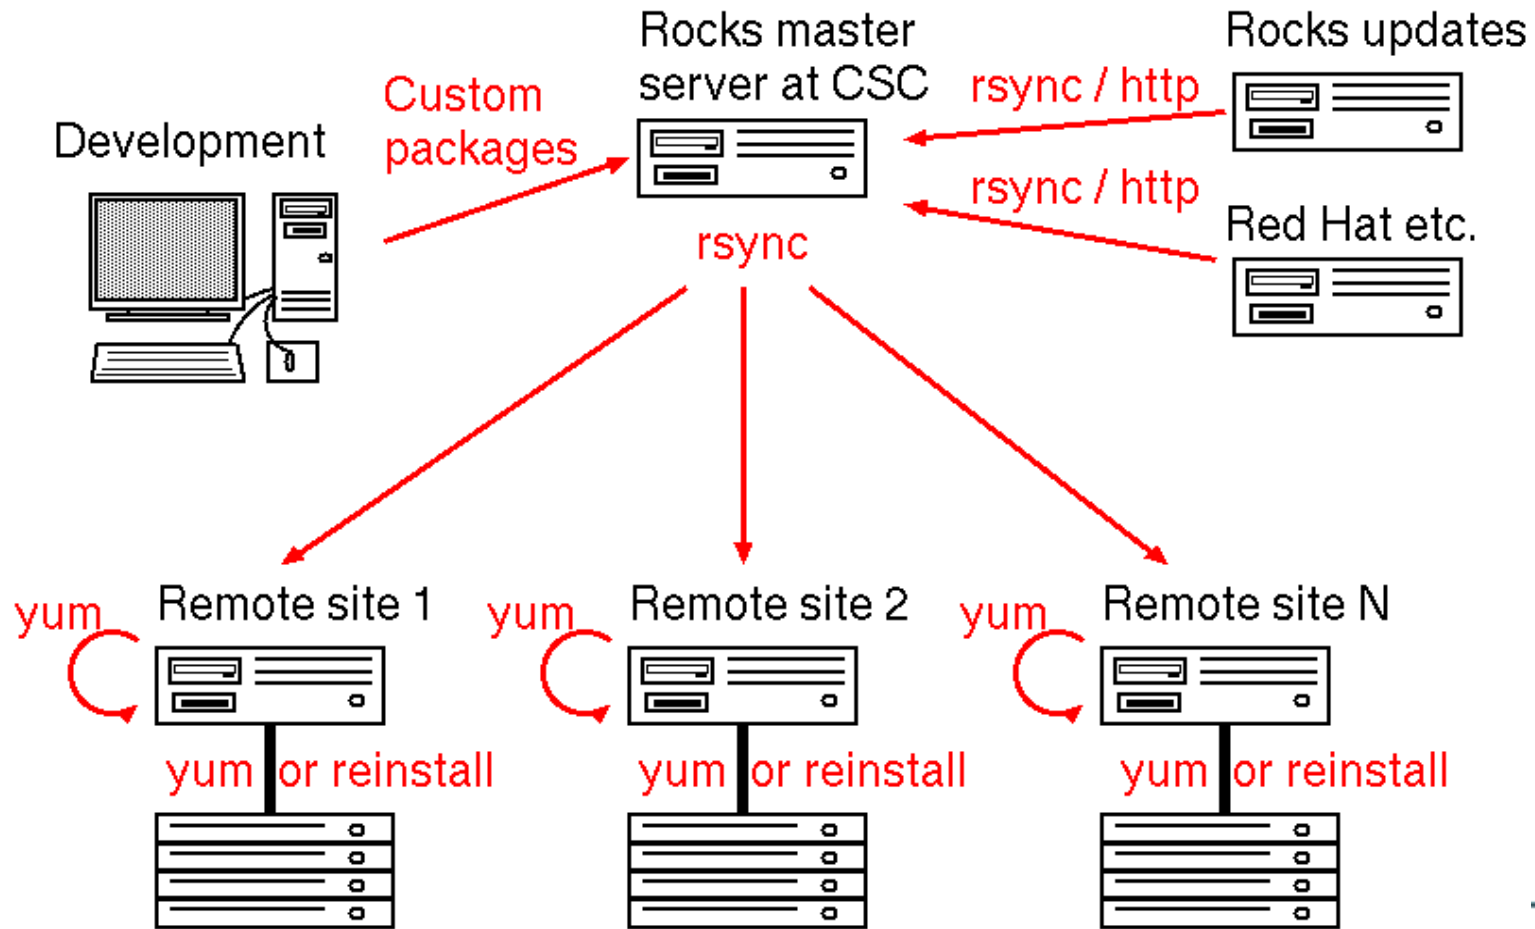 Rocks master
server at CSC
Rocks updates
rsync / http
Custom
packages
Development
rsync / http
Red Hat etc.
rsync
yum
Remote site 1
yum
Remote site 2
yum
Remote site N
yum or reinstall
yum or reinstall
yum or reinstall